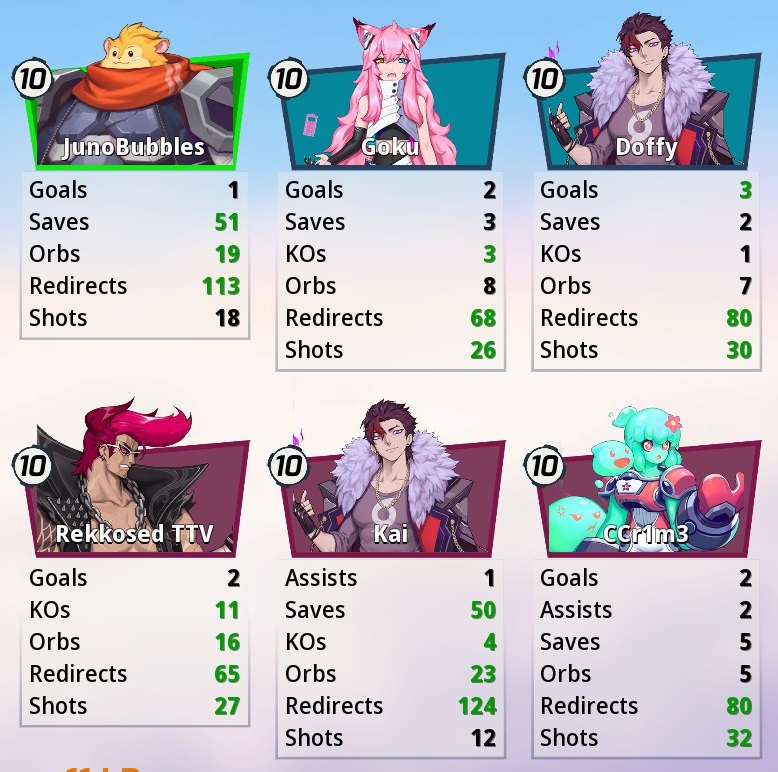 10
JunoBubbles
Goals 1
Saves 51
Orbs 19
Redirects 113
Shots 18
10
Goku
Goals 2
Saves 3
KOs 3
Orbs 8
Redirects 68
Shots 26
10
Doffy
Goals 3
Saves 2
KOs 1
Orbs 7
Redirects 80
Shots 30
10
Rekkosed TTV
Goals 2
KOs 11
Orbs 16
Redirects 65
Shots 27
10
Kai
Assists 1
Saves 50
KOs 4
Orbs 23
Redirects 124
Shots 12
10
CCr1m3
Goals 2
Assists 2
Saves 5
Orbs 5
Redirects 80
Shots 32